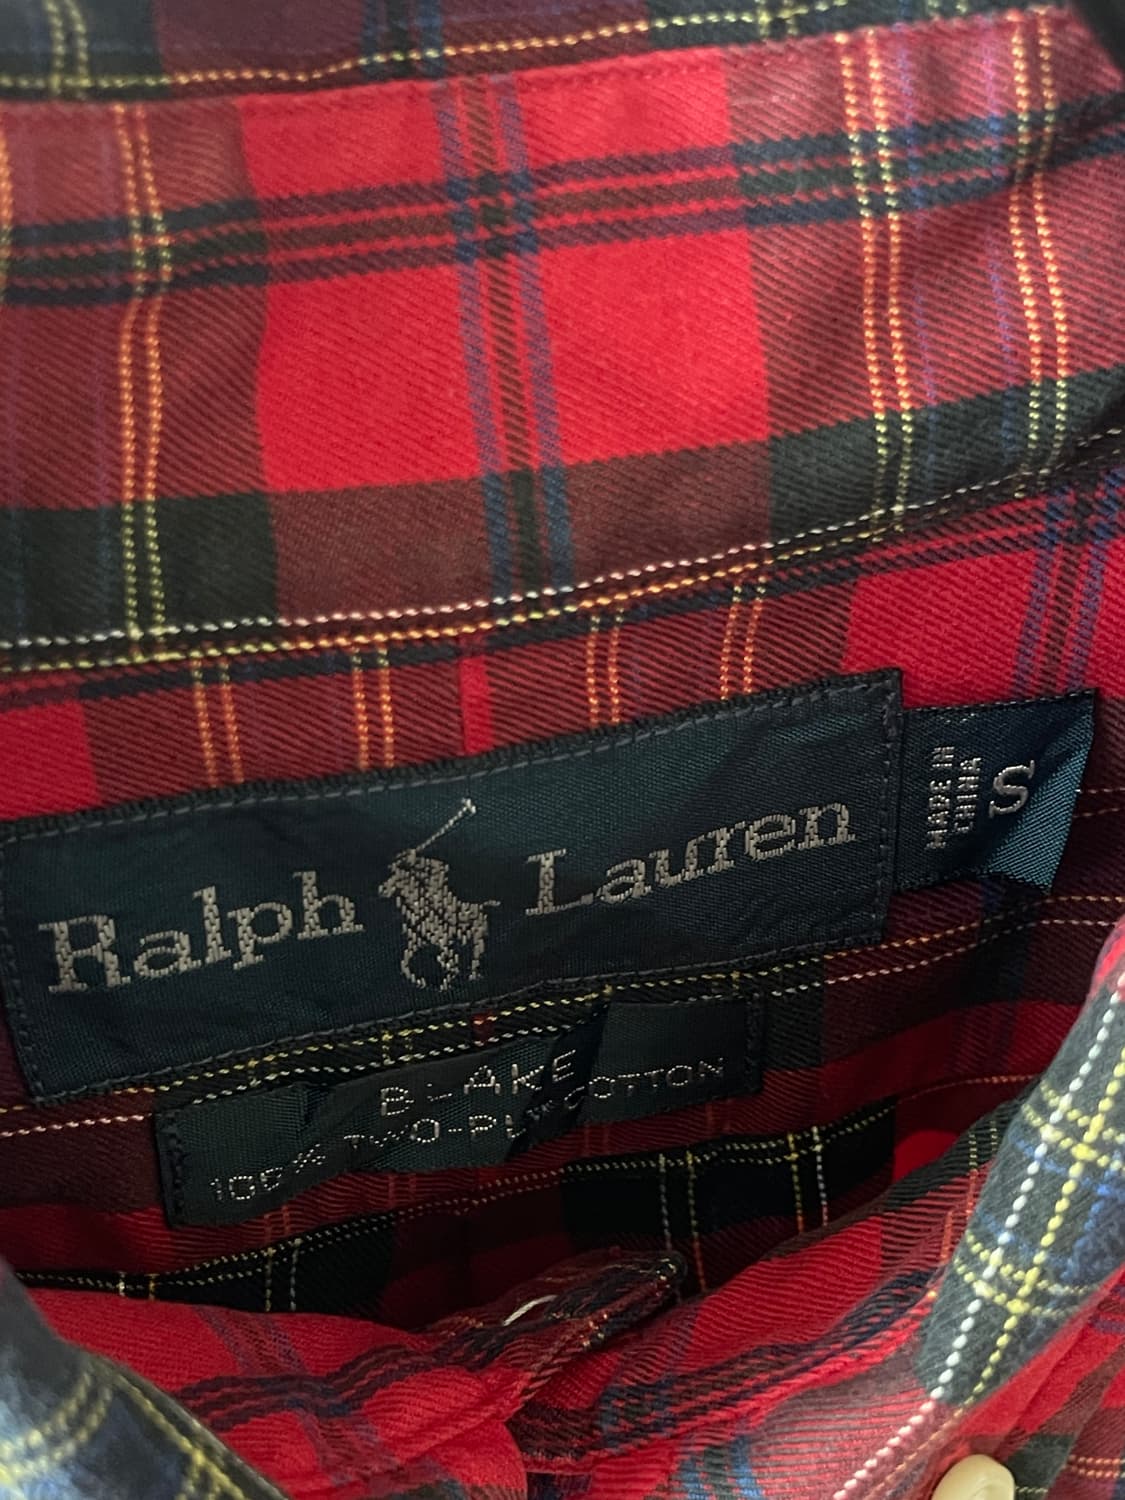 Ralph Lauren
MADE IN
CHINA
S
BLAKE
100% TWO-PLY COTTON